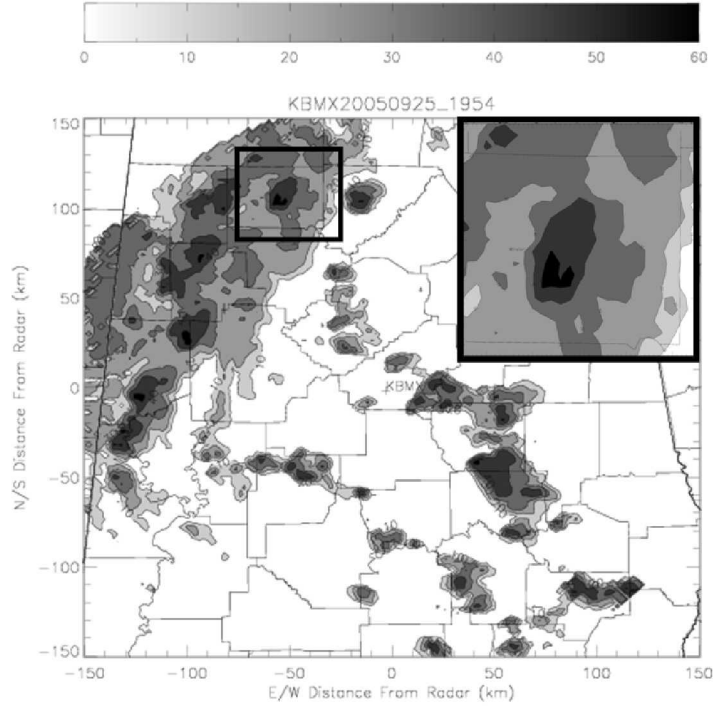 0 10 20 30 40 50 60
KBMX20050925_1954
150
100
50
0
-50
-100
-150
N/S Distance From Radar (km)
KBMX
-150 -100 -50 0 50 100 150
E/W Distance From Radar (km)